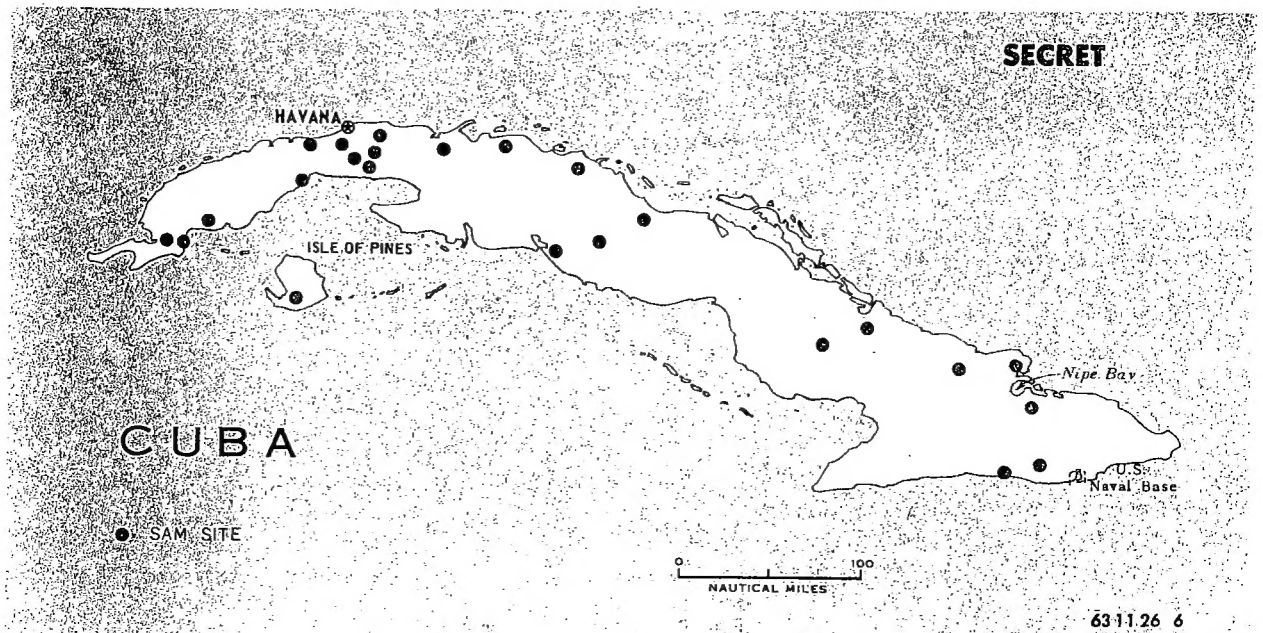 SECRET
HAVANA
ISLE OF PINES
Nipe Bay
CUBA
U.S.
Naval Base
SAM SITE
0 100
NAUTICAL MILES
63 11.26 6